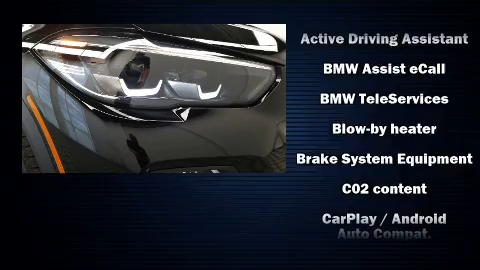 Active Driving Assistant
BMW Assist eCall
BMW TeleServices
Blow-by heater
Brake System Equipment
C02 content
CarPlay / Android
Auto Compat.